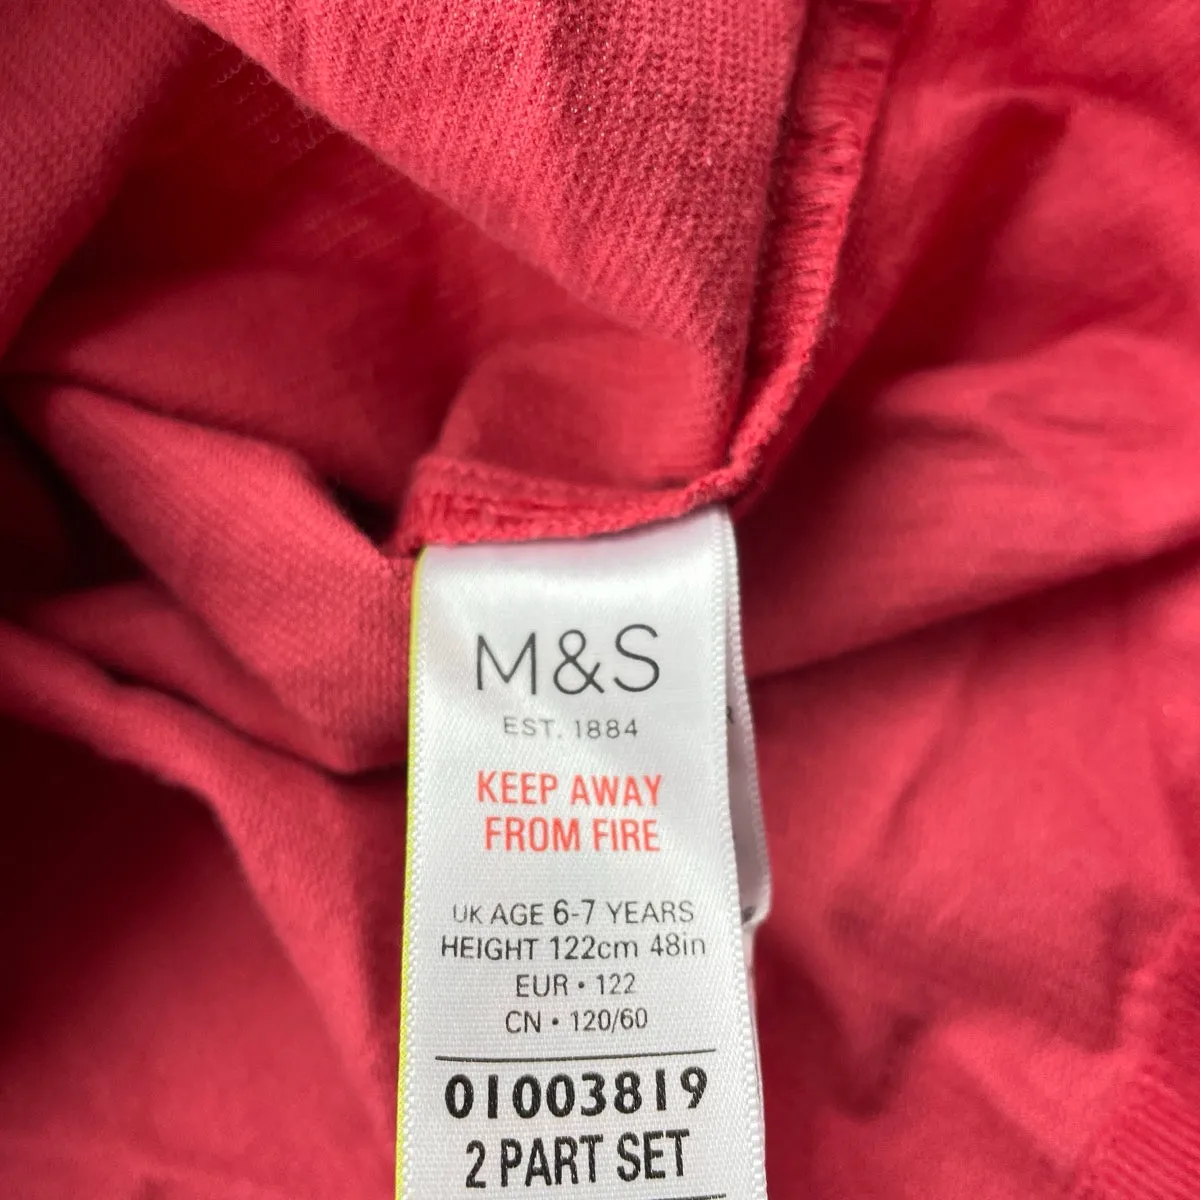 M&S
EST. 1884
KEEP AWAY
FROM FIRE
UK AGE 6-7 YEARS
HEIGHT 122cm 48in
EUR • 122
CN • 120/60
01003819
2 PART SET